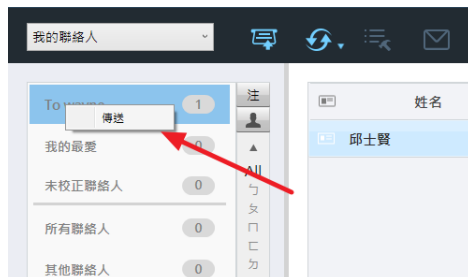 我的聯絡人
To
1
傳送
我的最愛
0
未校正聯絡人
0
所有聯絡人
0
其他聯絡人
0
注
All
ㄅ
ㄆ
ㄇ
ㄈ
ㄉ
姓名
邱士賢